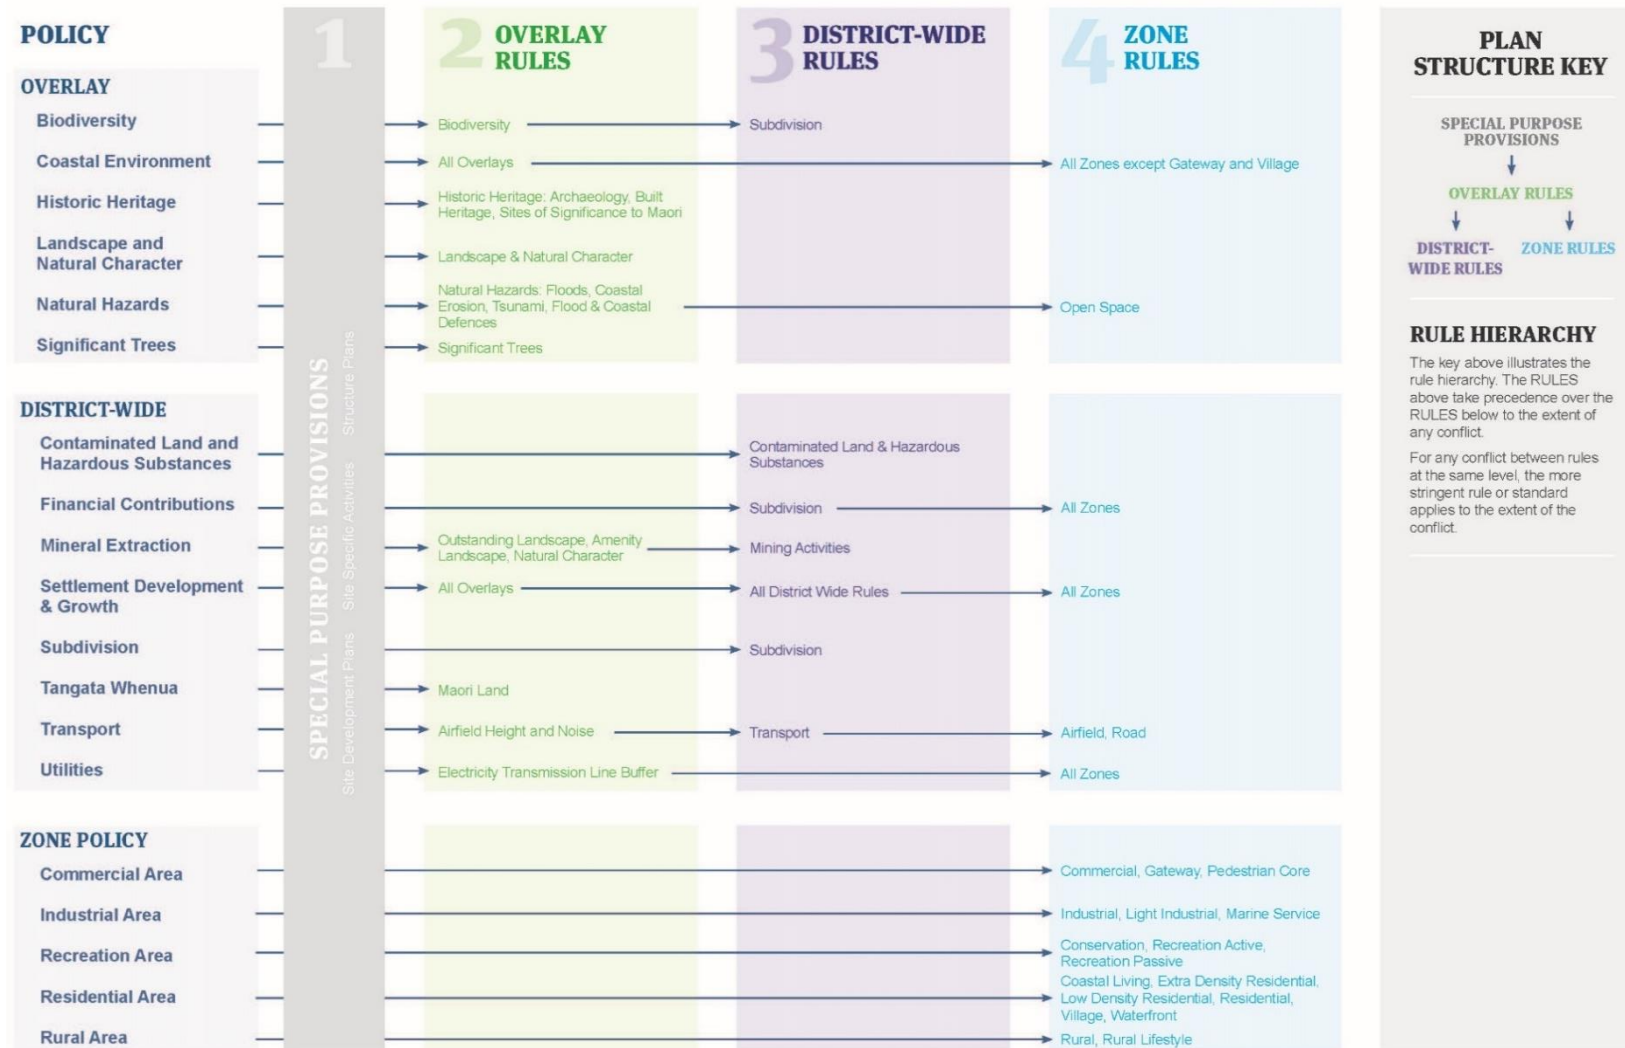 POLICY
1
2
OVERLAY
RULES
3
DISTRICT-WIDE
RULES
4
ZONE
RULES
OVERLAY
Biodiversity
Biodiversity
Subdivision
Coastal Environment
All Overlays
All Zones except Gateway and Village
Historic Heritage
Historic Heritage: Archaeology, Built
Heritage, Sites of Significance to Maori
Landscape and
Natural Character
Landscape & Natural Character
Natural Hazards
Natural Hazards: Floods, Coastal
Erosion, Tsunami, Flood & Coastal
Defences
Open Space
Significant Trees
Significant Trees
SPECIAL PURPOSE PROVISIONS
Site Development Plans Site Specific Activities Structure Plans
DISTRICT-WIDE
Contaminated Land and
Hazardous Substances
Contaminated Land & Hazardous
Substances
Financial Contributions
Subdivision
All Zones
Mineral Extraction
Outstanding Landscape, Amenity
Landscape, Natural Character
Mining Activities
Settlement Development
& Growth
All Overlays
All District Wide Rules
All Zones
Subdivision
Subdivision
Tangata Whenua
Maori Land
Transport
Airfield Height and Noise
Transport
Airfield, Road
Utilities
Electricity Transmission Line Buffer
All Zones
ZONE POLICY
Commercial Area
Commercial, Gateway, Pedestrian Core
Industrial Area
Industrial, Light Industrial, Marine Service
Recreation Area
Conservation, Recreation Active,
Recreation Passive
Residential Area
Coastal Living, Extra Density Residential,
Low Density Residential, Residential,
Village, Waterfront
Rural Area
Rural, Rural Lifestyle
PLAN
STRUCTURE KEY
SPECIAL PURPOSE
PROVISIONS
OVERLAY RULES
DISTRICT-
WIDE RULES
ZONE RULES
RULE HIERARCHY
The key above illustrates the
rule hierarchy. The RULES
above take precedence over the
RULES below to the extent of
any conflict.
For any conflict between rules
at the same level, the more
stringent rule or standard
applies to the extent of the
conflict.